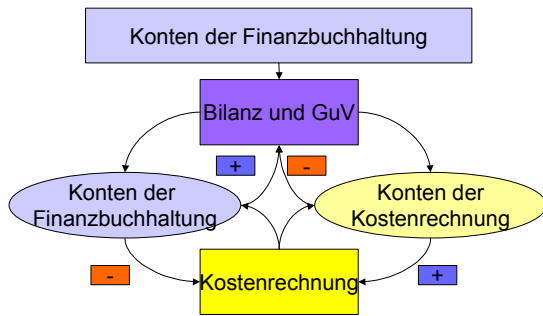 Konten der Finanzbuchhaltung
Bilanz und GuV
+
-
Konten der
Finanzbuchhaltung
Konten der
Kostenrechnung
-
Kostenrechnung
+